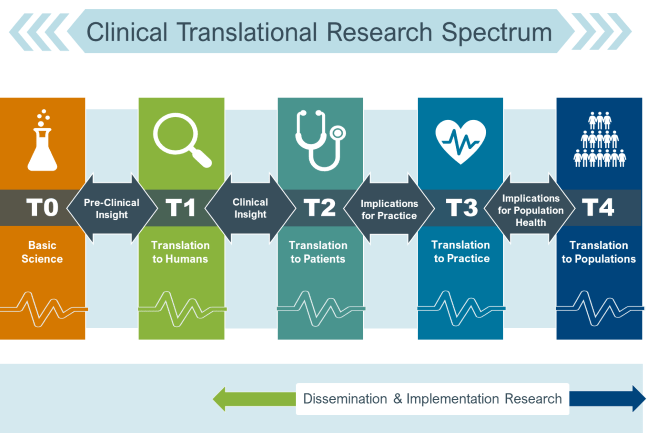 Clinical Translational Research Spectrum
T0
Pre-Clinical
Insight
T1
Clinical
Insight
T2
Implications
for Practice
T3
Implications
for Population
Health
T4
Basic
Science
Translation
to Humans
Translation
to Patients
Translation
to Practice
Translation
to Populations
Dissemination & Implementation Research